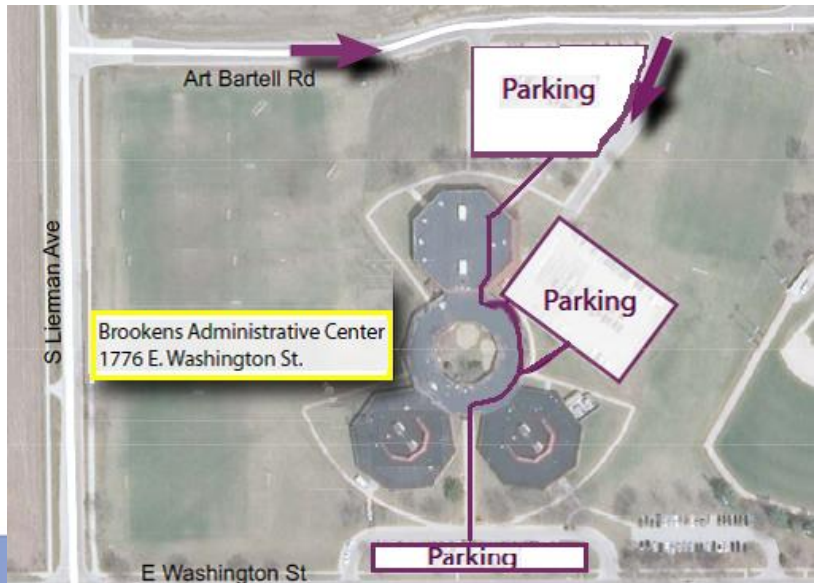 Art Bartell Rd
Parking
S Lierman Ave
Parking
Brookens Administrative Center
1776 E. Washington St.
Parking
E Washington St